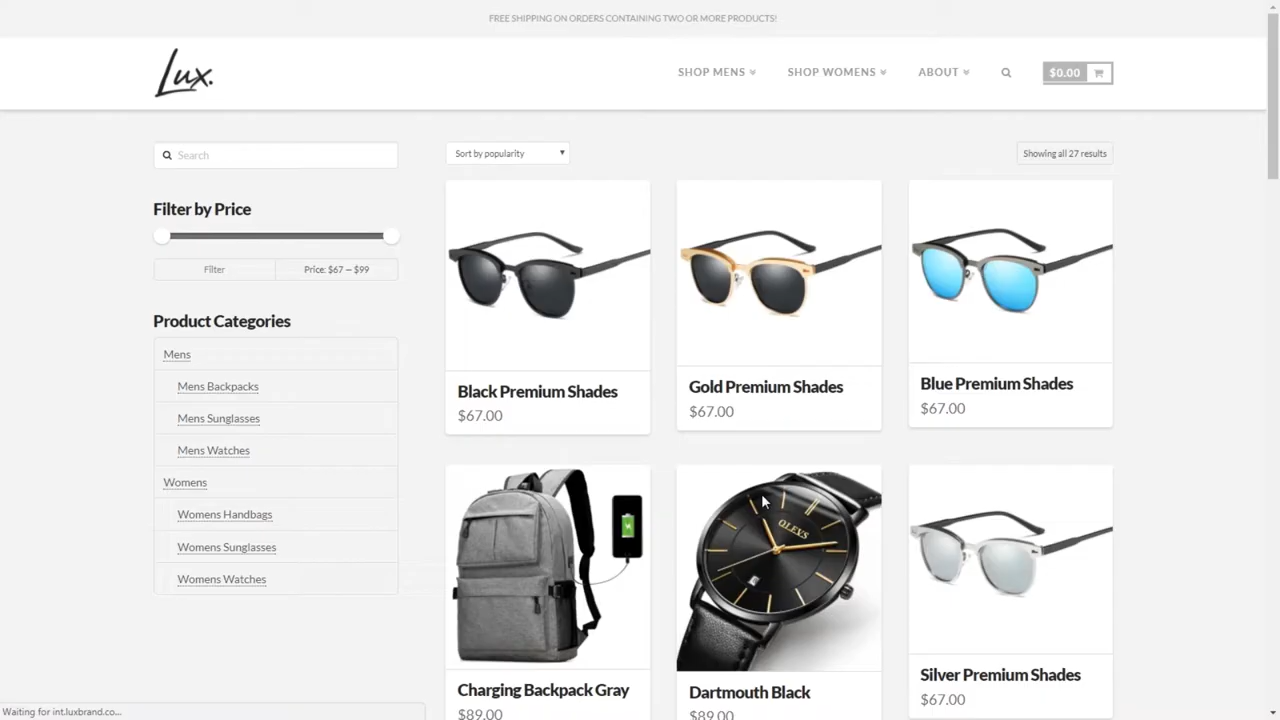 FREE SHIPPING ON ORDERS CONTAINING TWO OR MORE PRODUCTS!
Lux.
SHOP MENS
SHOP WOMENS
ABOUT
$0.00
Search
Sort by popularity
Showing all 27 results
Filter by Price
Filter
Price: $67 — $99
Product Categories
Mens
Mens Backpacks
Mens Sunglasses
Mens Watches
Womens
Womens Handbags
Womens Sunglasses
Womens Watches
Black Premium Shades
$67.00
Gold Premium Shades
$67.00
Blue Premium Shades
$67.00
OLEVS
Charging Backpack Gray
$89.00
Dartmouth Black
$89.00
Silver Premium Shades
$67.00
Waiting for int.luxbrand.co...